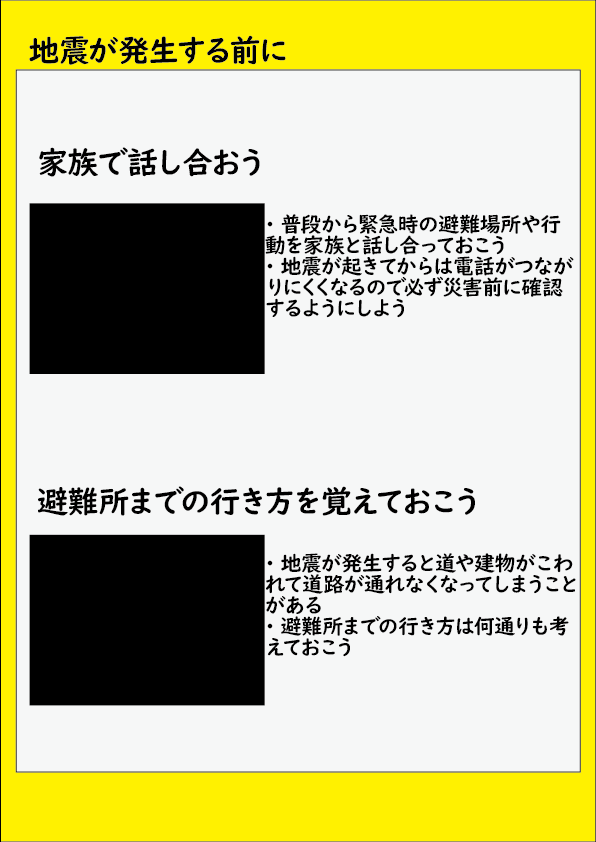 地震が発生する前に
家族で話し合おう
・普段から緊急時の避難場所や行
動を家族と話し合っておこう
・地震が起きてからは電話がつなが
りにくくなるので必ず災害前に確認
するようにしよう
避難所までの行き方を覚えておこう
・地震が発生すると道や建物がこわ
れて道路が通れなくなってしまうこと
がある
・避難所までの行き方は何通りも考
えておこう